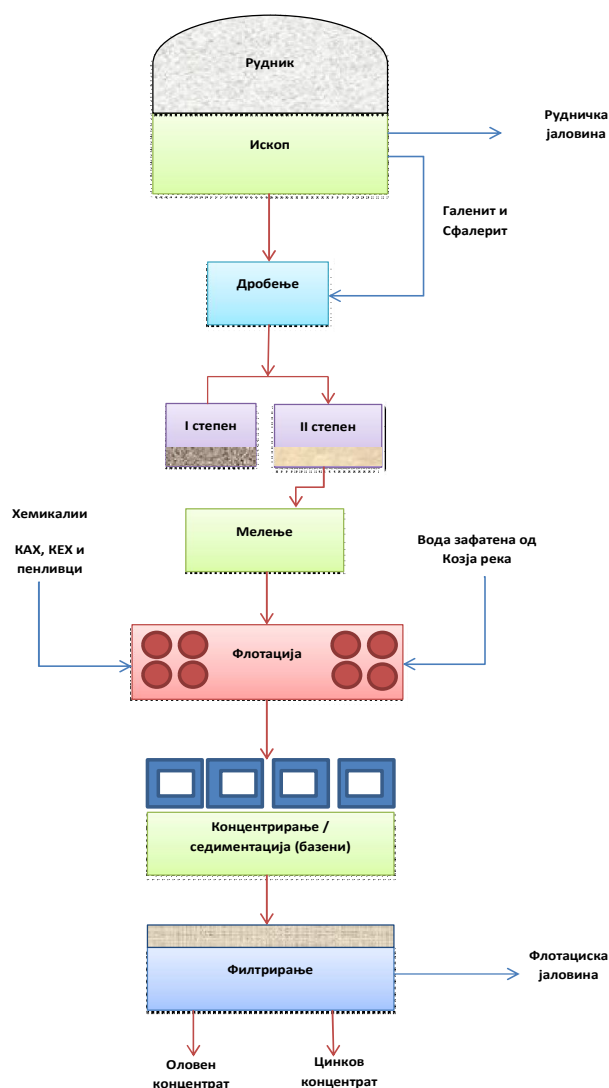 Рудник
Ископ
Рудничка
јаловина
Галенит и
Сфалерит
Дробење
I степен
II степен
Хемикалии
КАХ, КЕХ и
пенливци
Мелење
Вода зафатена од
Козја река
Флотација
Концентрирање /
седиментација (базени)
Филтрирање
Флотациска
јаловина
Оловен
концентрат
Цинков
концентрат